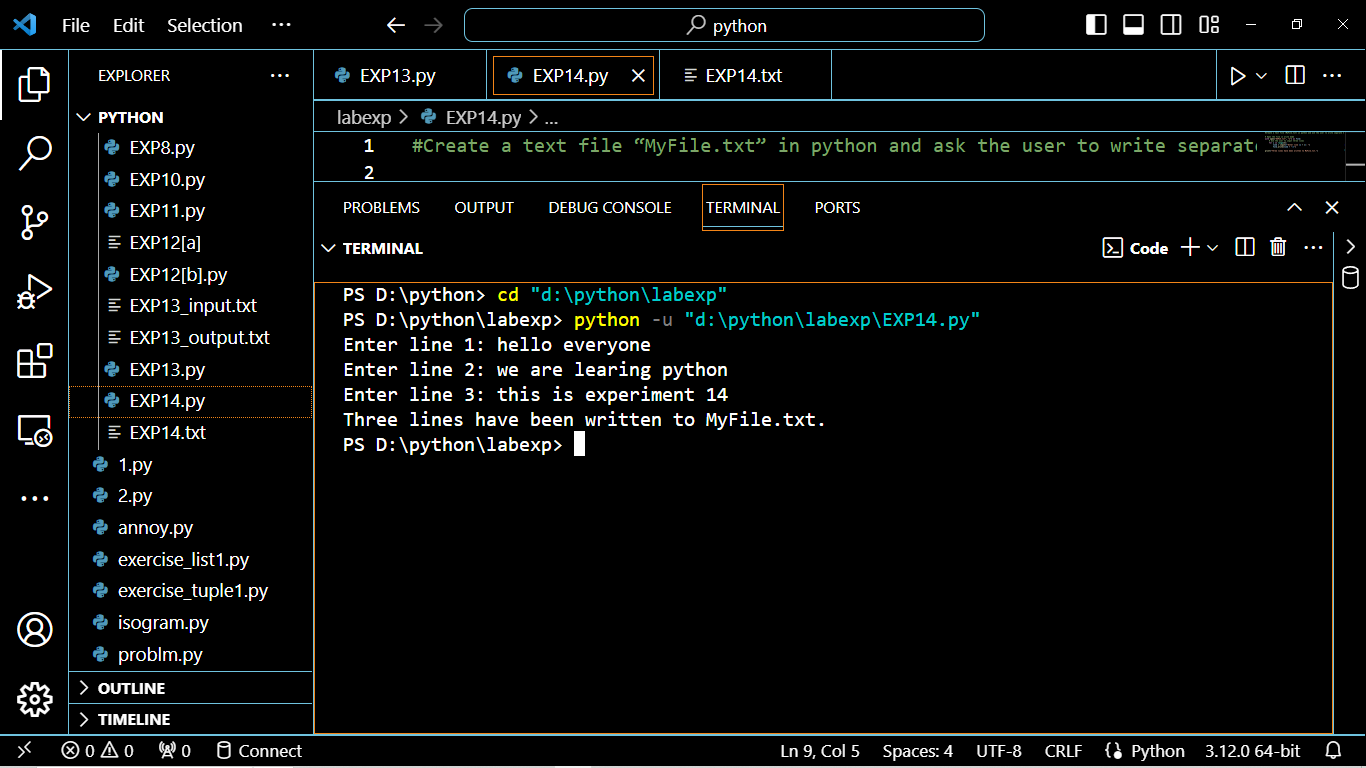 File Edit Selection ···
python
EXPLORER ···
PYTHON
EXP8.py
EXP10.py
EXP11.py
EXP12[a]
EXP12[b].py
EXP13_input.txt
EXP13_output.txt
EXP13.py
EXP14.py
EXP14.txt
1.py
2.py
annoy.py
exercise_list1.py
exercise_tuple1.py
isogram.py
problm.py
OUTLINE
TIMELINE
EXP13.py EXP14.py EXP14.txt
labexp > EXP14.py > ...
1 #Create a text file “MyFile.txt” in python and ask the user to write separat
2
PROBLEMS OUTPUT DEBUG CONSOLE TERMINAL PORTS
TERMINAL Code
PS D:\python> cd "d:\python\labexp"
PS D:\python\labexp> python -u "d:\python\labexp\EXP14.py"
Enter line 1: hello everyone
Enter line 2: we are learing python
Enter line 3: this is experiment 14
Three lines have been written to MyFile.txt.
PS D:\python\labexp>
0 0 0 Connect Ln 9, Col 5 Spaces: 4 UTF-8 CRLF Python 3.12.0 64-bit